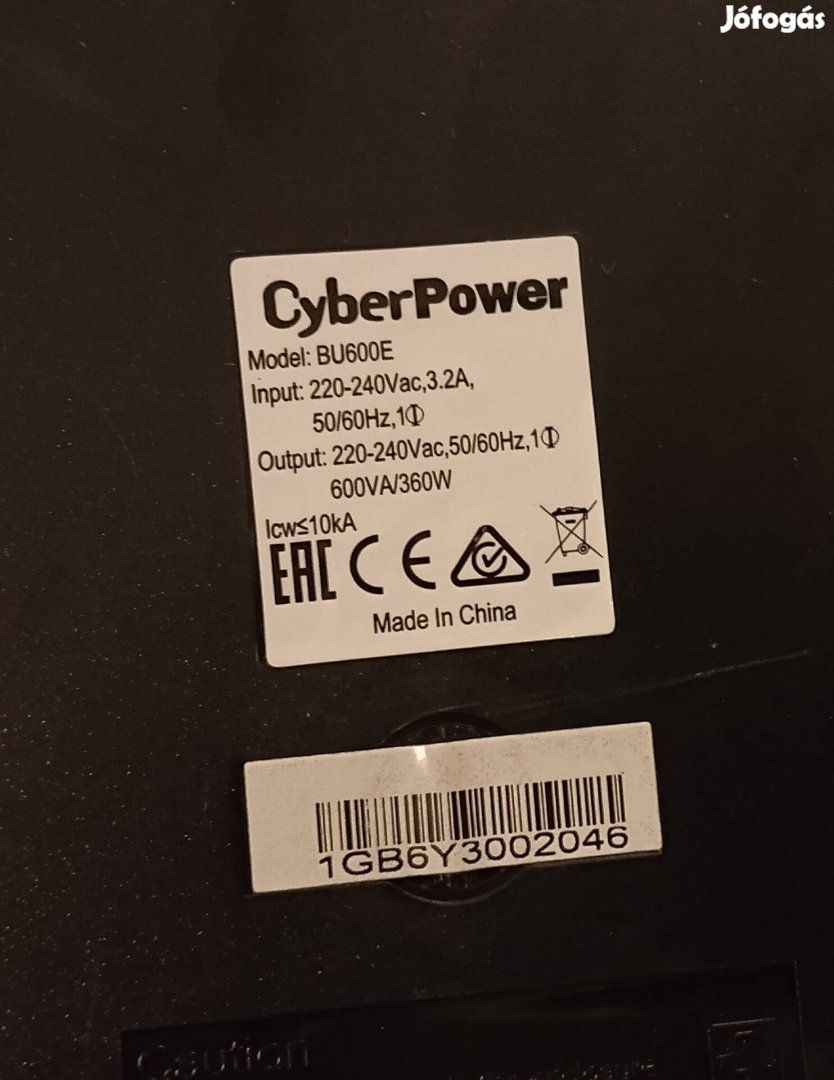 Jófogás
CyberPower
Model: BU600E
Input: 220-240Vac,3.2A,
50/60Hz,1Φ
Output: 220-240Vac,50/60Hz,1Φ
600VA/360W
Icw≤10kA
EAC CE
Made In China
1GB6Y3002046
Caution